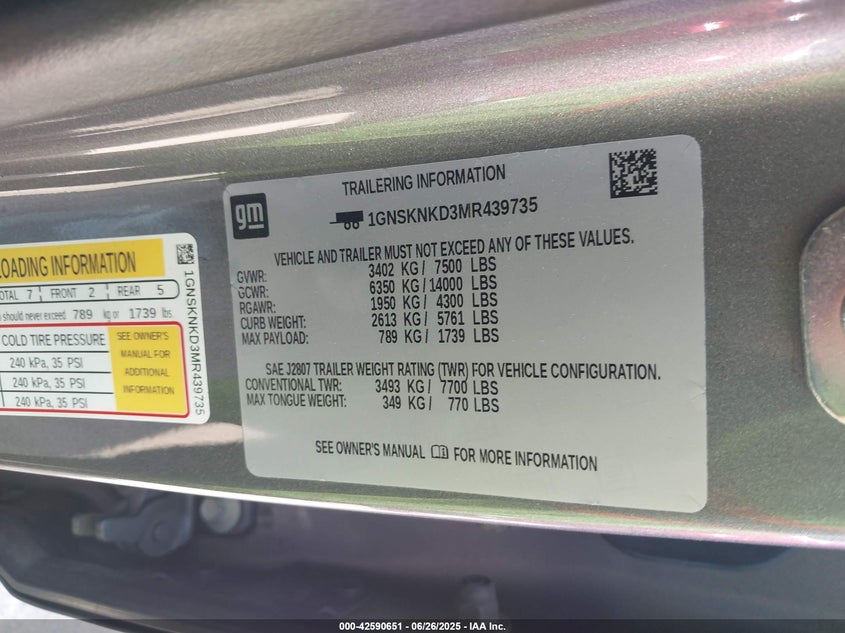 LOADING INFORMATION
TOTAL 7 FRONT 2 REAR 5
should never exceed 789 kg or 1739 lbs
COLD TIRE PRESSURE
240 kPa, 35 PSI
240 kPa, 35 PSI
240 kPa, 35 PSI
SEE OWNER'S
MANUAL FOR
ADDITIONAL
INFORMATION
1GNSKNKD3MR439735
gm
TRAILERING INFORMATION
1GNSKNKD3MR439735
VEHICLE AND TRAILER MUST NOT EXCEED ANY OF THESE VALUES.
GVWR: 3402 KG/ 7500 LBS
GCWR: 6350 KG/ 14000 LBS
RGAWR: 1950 KG/ 4300 LBS
CURB WEIGHT: 2613 KG/ 5761 LBS
MAX PAYLOAD: 789 KG/ 1739 LBS
SAE J2807 TRAILER WEIGHT RATING (TWR) FOR VEHICLE CONFIGURATION.
CONVENTIONAL TWR: 3493 KG/ 7700 LBS
MAX TONGUE WEIGHT: 349 KG/ 770 LBS
SEE OWNER'S MANUAL FOR MORE INFORMATION
000-42590651 - 06/26/2025 - IAA Inc.